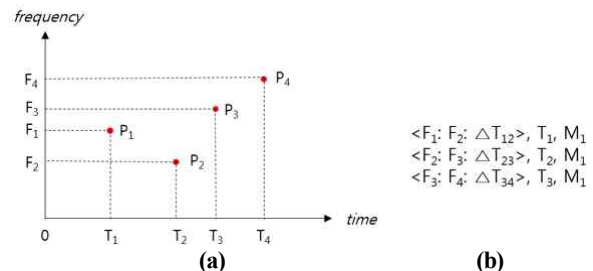 frequency
F₄
P₄
F₃
P₃
F₁
P₁
<F₁: F₂: △T₁₂>, T₁, M₁
F₂
P₂
<F₂: F₃: △T₂₃>, T₂, M₁
<F₃: F₄: △T₃₄>, T₃, M₁
time
0 T₁ T₂ T₃ T₄
(a) (b)